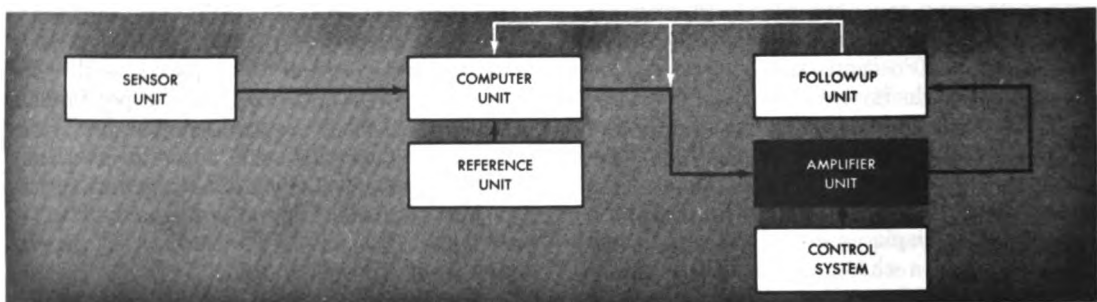 SENSOR
UNIT
COMPUTER
UNIT
FOLLOWUP
UNIT
REFERENCE
UNIT
AMPLIFIER
UNIT
CONTROL
SYSTEM